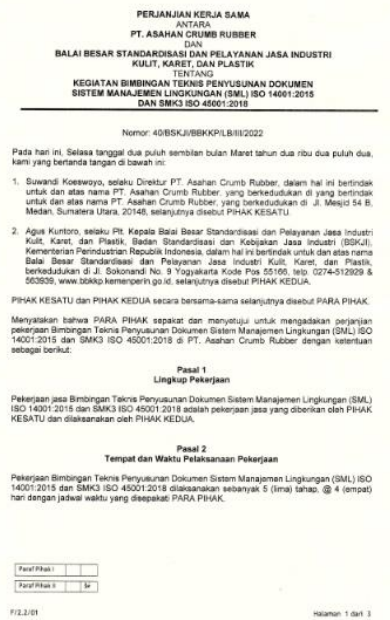 PERJANJIAN KERJA SAMA
ANTARA
PT. ASAHAN CRUMB RUBBER
DAN
BALAI BESAR STANDARDISASI DAN PELAYANAN JASA INDUSTRI
KULIT, KARET, DAN PLASTIK
TENTANG
KEGIATAN BIMBINGAN TEKNIS PENYUSUNAN DOKUMEN
SISTEM MANAJEMEN LINGKUNGAN (SML) ISO 14001:2015
DAN SMK3 ISO 45001:2018
Nomor: 40/BSKJI/BBKKP/LB/III/2022
Pada hari ini, Selasa tanggal dua puluh sembilan bulan Maret tahun dua ribu dua puluh dua,
kami yang bertanda tangan di bawah ini:
1. Suwandi Koeswoyo, selaku Direktur PT. Asahan Crumb Rubber, dalam hal ini bertindak
untuk dan atas nama PT. Asahan Crumb Rubber, yang berkedudukan di yang bertindak
untuk dan atas nama PT. Asahan Crumb Rubber, yang berkedudukan di Jl. Mesjid 54 B,
Medan, Sumatera Utara, 20148, selanjutnya disebut PIHAK KESATU.
2. Agus Kuntoro, selaku Plt. Kepala Balai Besar Standardisasi dan Pelayanan Jasa Industri
Kulit, Karet, dan Plastik, Badan Standardisasi dan Kebijakan Jasa Industri (BSKJI),
Kementerian Perindustrian Republik Indonesia, dalam hal ini bertindak untuk dan atas nama
Balai Besar Standardisasi dan Pelayanan Jasa Industri Kulit, Karet, dan Plastik,
berkedudukan di Jl. Sokonandi No. 9 Yogyakarta Kode Pos 55166, telp. 0274-512929 &
563939, www.bbkkp.kemenperin.go.id, selanjutnya disebut PIHAK KEDUA.
PIHAK KESATU dan PIHAK KEDUA secara bersama-sama selanjutnya disebut PARA PIHAK.
Menyatakan bahwa PARA PIHAK sepakat dan menyetujui untuk mengadakan perjanjian
pekerjaan Bimbingan Teknis Penyusunan Dokumen Sistem Manajemen Lingkungan (SML) ISO
14001:2015 dan SMK3 ISO 45001:2018 di PT. Asahan Crumb Rubber dengan ketentuan
sebagai berikut:
Pasal 1
Lingkup Pekerjaan
Pekerjaan jasa Bimbingan Teknis Penyusunan Dokumen Sistem Manajemen Lingkungan (SML)
ISO 14001:2015 dan SMK3 ISO 45001:2018 adalah pekerjaan jasa yang diberikan oleh PIHAK
KESATU dan dilaksanakan oleh PIHAK KEDUA.
Pasal 2
Tempat dan Waktu Pelaksanaan Pekerjaan
Pekerjaan Bimbingan Teknis Penyusunan Dokumen Sistem Manajemen Lingkungan (SML) ISO
14001:2015 dan SMK3 ISO 45001:2018 dilaksanakan sebanyak 5 (lima) tahap, @ 4 (empat)
hari dengan jadwal waktu yang disepakati PARA PIHAK.
Paraf Pihak I
Paraf Pihak II
F/2.2/01
Halaman 1 dari 3